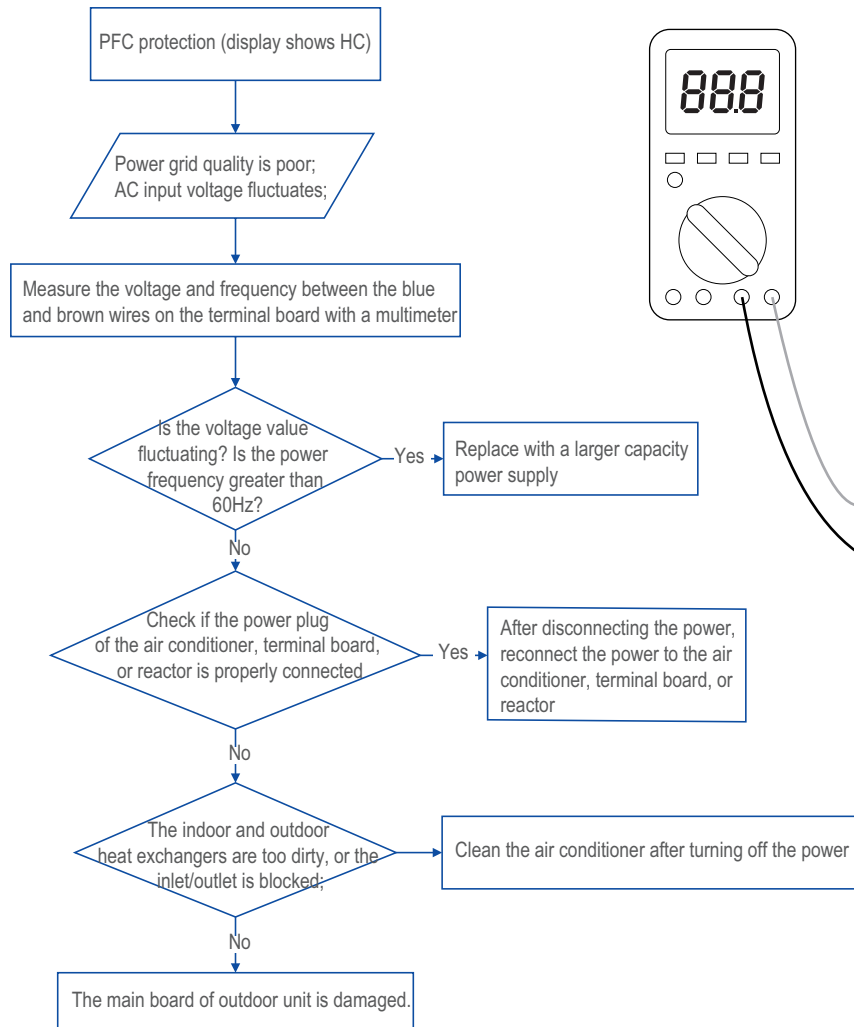 PFC protection (display shows HC)
88.8
Power grid quality is poor;
AC input voltage fluctuates;
Measure the voltage and frequency between the blue
and brown wires on the terminal board with a multimeter
Is the voltage value
fluctuating? Is the power
frequency greater than
60Hz?
Yes
Replace with a larger capacity
power supply
No
Check if the power plug
of the air conditioner, terminal board,
or reactor is properly connected
Yes
After disconnecting the power,
reconnect the power to the air
conditioner, terminal board, or
reactor
No
The indoor and outdoor
heat exchangers are too dirty, or the
inlet/outlet is blocked;
Clean the air conditioner after turning off the power
No
The main board of outdoor unit is damaged.